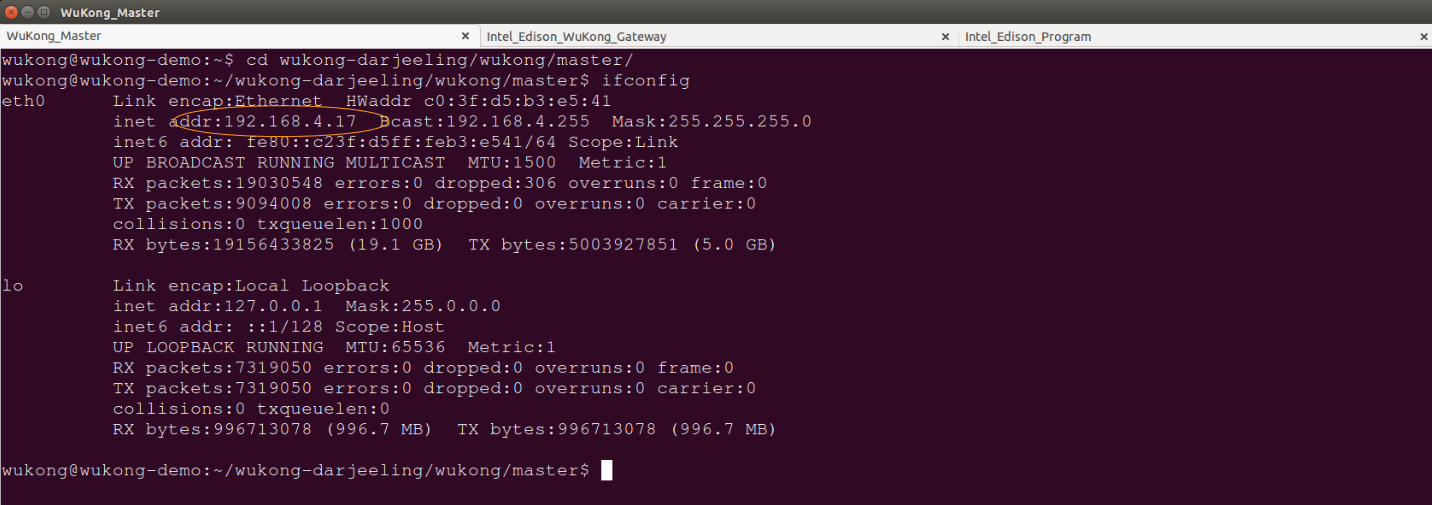 WuKong_Master
WuKong_Master Intel_Edison_WuKong_Gateway Intel_Edison_Program
wukong@wukong-demo:~$ cd wukong-darjeeling/wukong/master/
wukong@wukong-demo:~/wukong-darjeeling/wukong/master$ ifconfig
eth0 Link encap:Ethernet HWaddr c0:3f:d5:b3:e5:41
inet addr:192.168.4.17 Bcast:192.168.4.255 Mask:255.255.255.0
inet6 addr: fe80::c23f:d5ff:feb3:e541/64 Scope:Link
UP BROADCAST RUNNING MULTICAST MTU:1500 Metric:1
RX packets:19030548 errors:0 dropped:306 overruns:0 frame:0
TX packets:9094008 errors:0 dropped:0 overruns:0 carrier:0
collisions:0 txqueuelen:1000
RX bytes:19156433825 (19.1 GB) TX bytes:5003927851 (5.0 GB)
lo Link encap:Local Loopback
inet addr:127.0.0.1 Mask:255.0.0.0
inet6 addr: ::1/128 Scope:Host
UP LOOPBACK RUNNING MTU:65536 Metric:1
RX packets:7319050 errors:0 dropped:0 overruns:0 frame:0
TX packets:7319050 errors:0 dropped:0 overruns:0 carrier:0
collisions:0 txqueuelen:0
RX bytes:996713078 (996.7 MB) TX bytes:996713078 (996.7 MB)
wukong@wukong-demo:~/wukong-darjeeling/wukong/master$